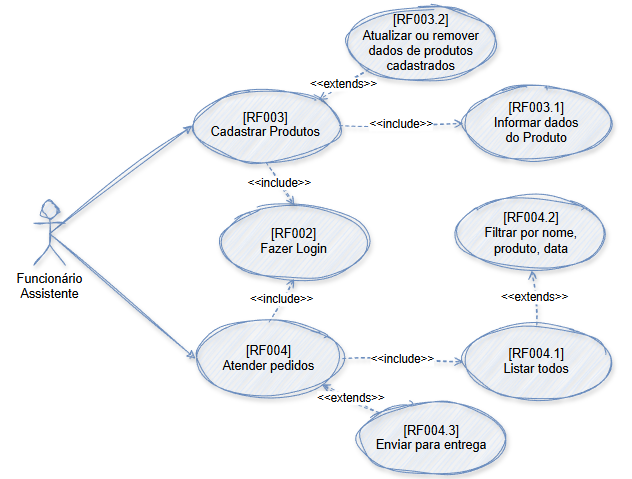 [RF003.2]
Atualizar ou remover
dados de produtos
cadastrados
<<extends>>
[RF003]
Cadastrar Produtos
<<include>>
[RF003.1]
Informar dados
do Produto
<<include>>
[RF002]
Fazer Login
[RF004.2]
Filtrar por nome,
produto, data
Funcionário
Assistente
<<include>>
<<extends>>
[RF004]
Atender pedidos
<<include>>
[RF004.1]
Listar todos
<<extends>>
[RF004.3]
Enviar para entrega